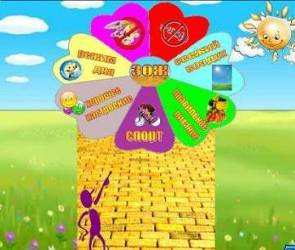 РЕЖИМ
ДНЯ
ЗОЖ
СВЕЖИЙ
ВОЗДУХ
ХОРОШЕЕ
НАСТРОЕНИЕ
ПРАВИЛЬНОЕ
ПИТАНИЕ
СПОРТ